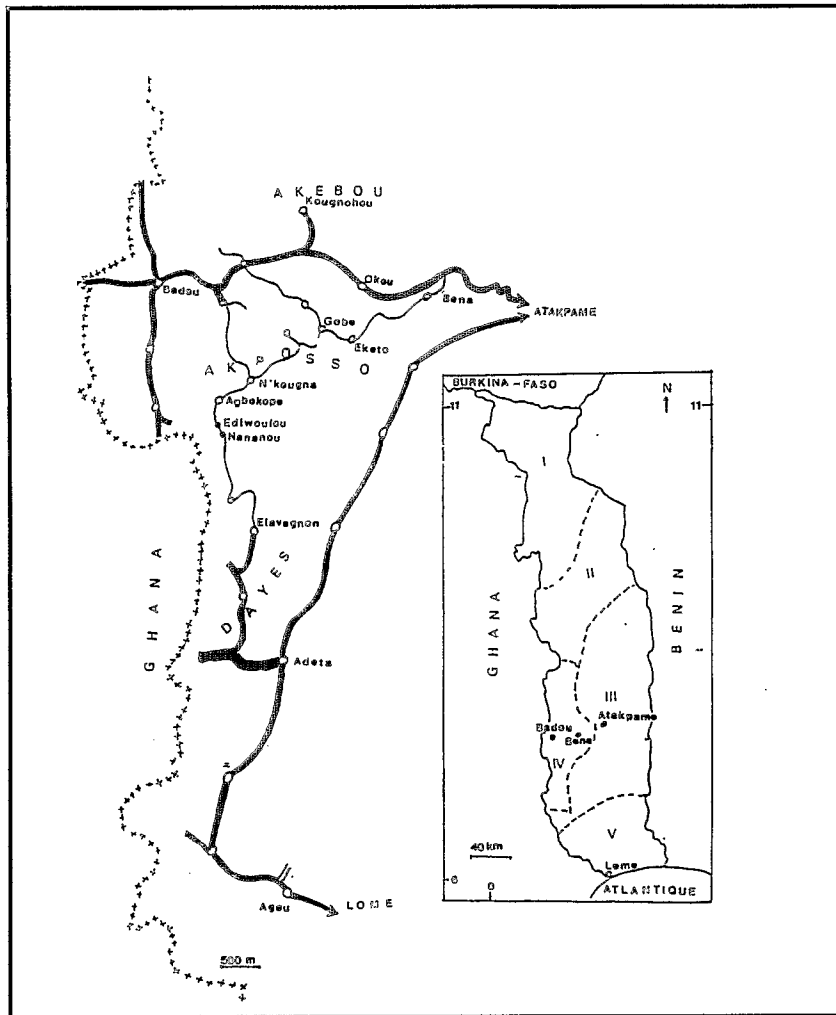 AKEBOU
Kougnohou
Badou
Okou
Bena
ATAKPAME
Gobe
Eketo
AKPOSSO
N'kougna
Agbekope
Ediwoulou
Nananou
Elavagnon
DAYES
GHANA
Adeta
Agou
LOME
500 m
BURKINA-FASO
N
11
11
I
II
GHANA
BENIN
III
Atakpame
Badou
Bena
IV
V
40 km
Lome
6
0
ATLANTIQUE